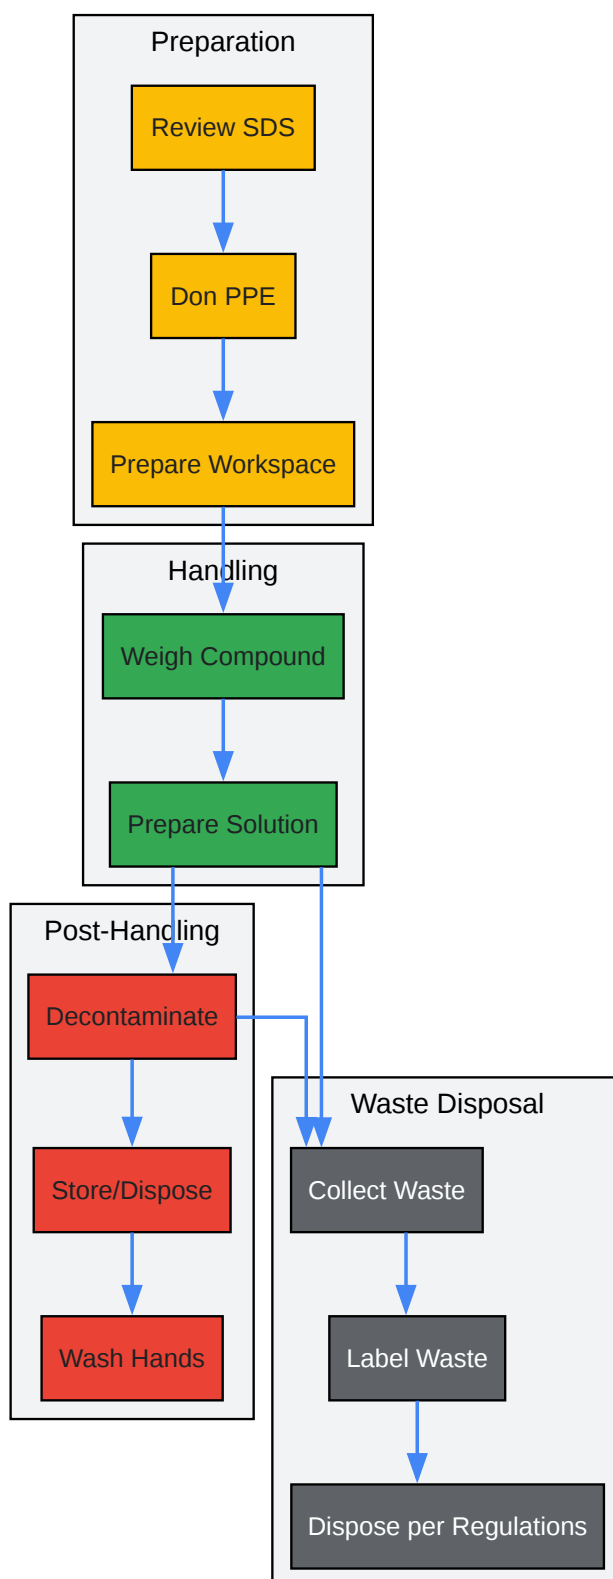 Preparation
Review SDS
Don PPE
Prepare Workspace
Handling
Weigh Compound
Prepare Solution
Post-Handling
Decontaminate
Store/Dispose
Wash Hands
Waste Disposal
Collect Waste
Label Waste
Dispose per Regulations